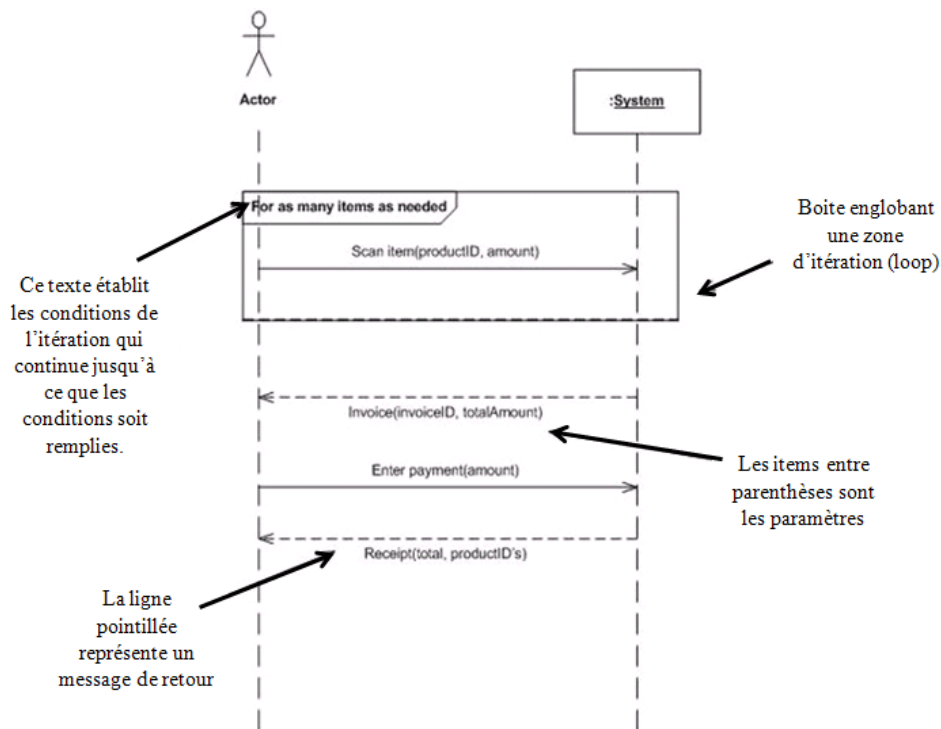 Actor
:System
For as many items as needed
Scan item(productID, amount)
Boite englobant
une zone
d'itération (loop)
Ce texte établit
les conditions de
l'itération qui
continue jusqu'à
ce que les
conditions soit
remplies.
Invoice(invoiceID, totalAmount)
Les items entre
parenthèses sont
les paramètres
Enter payment(amount)
Receipt(total, productID's)
La ligne
pointillée
représente un
message de retour